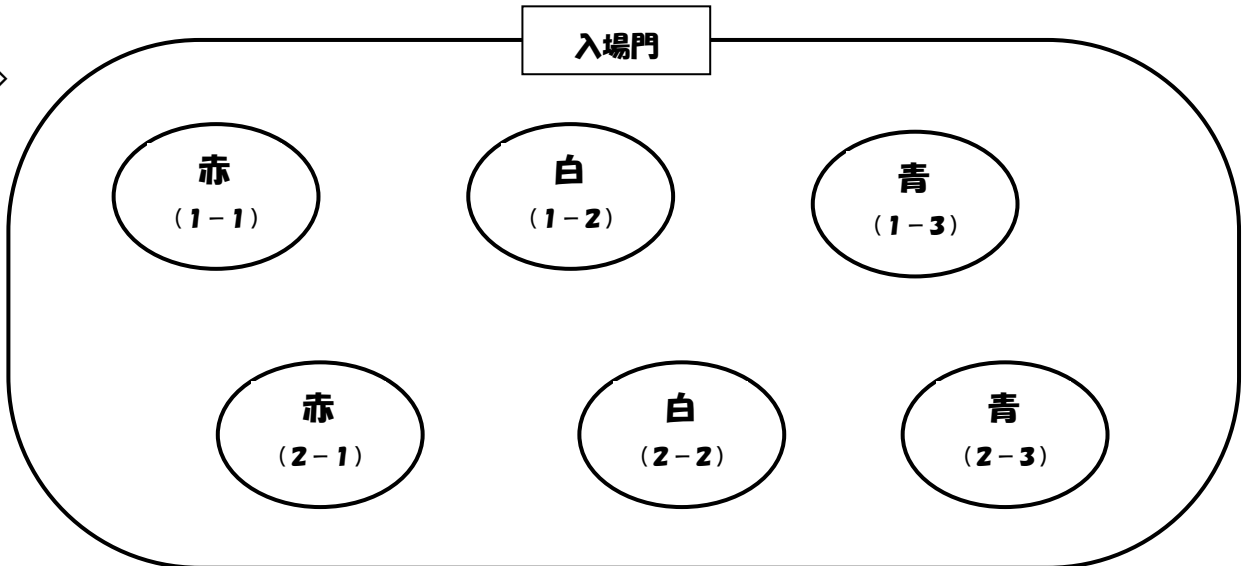 入場門
赤
(1-1)
白
(1-2)
青
(1-3)
赤
(2-1)
白
(2-2)
青
(2-3)